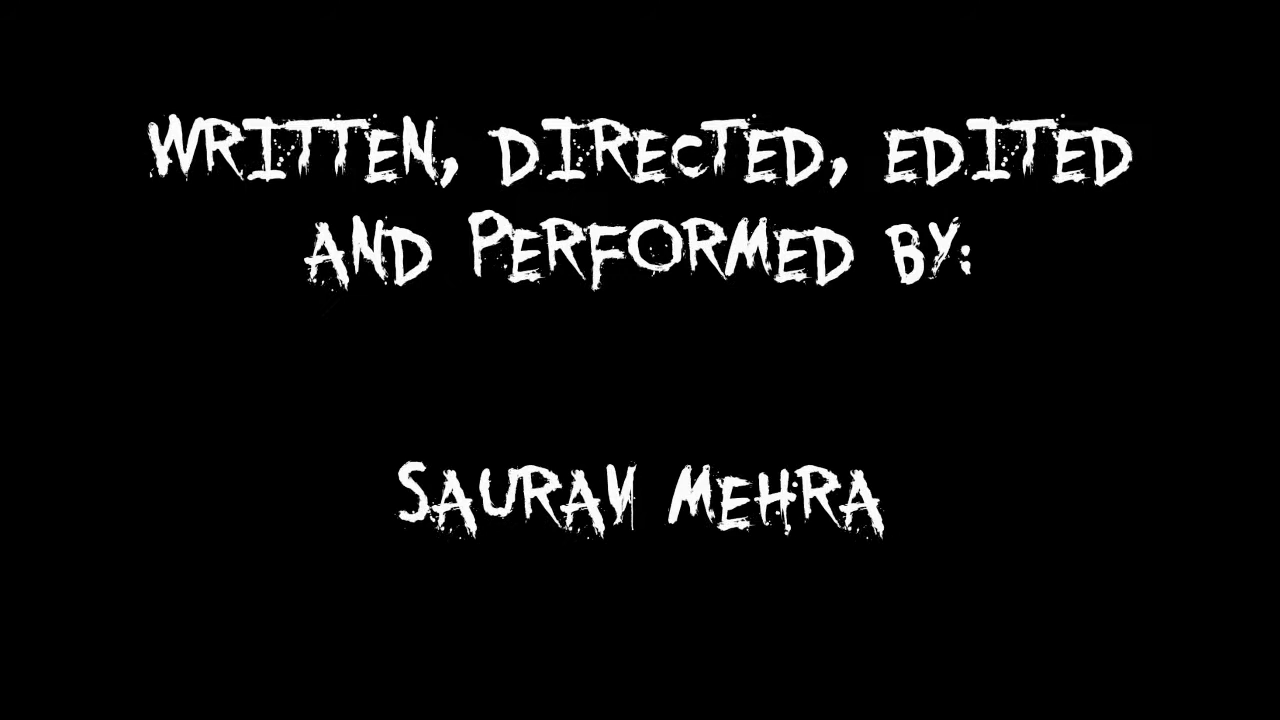 WRITTEN, DIRECTED, EDITED
AND PERFORMED BY:
SAURAV MEHRA